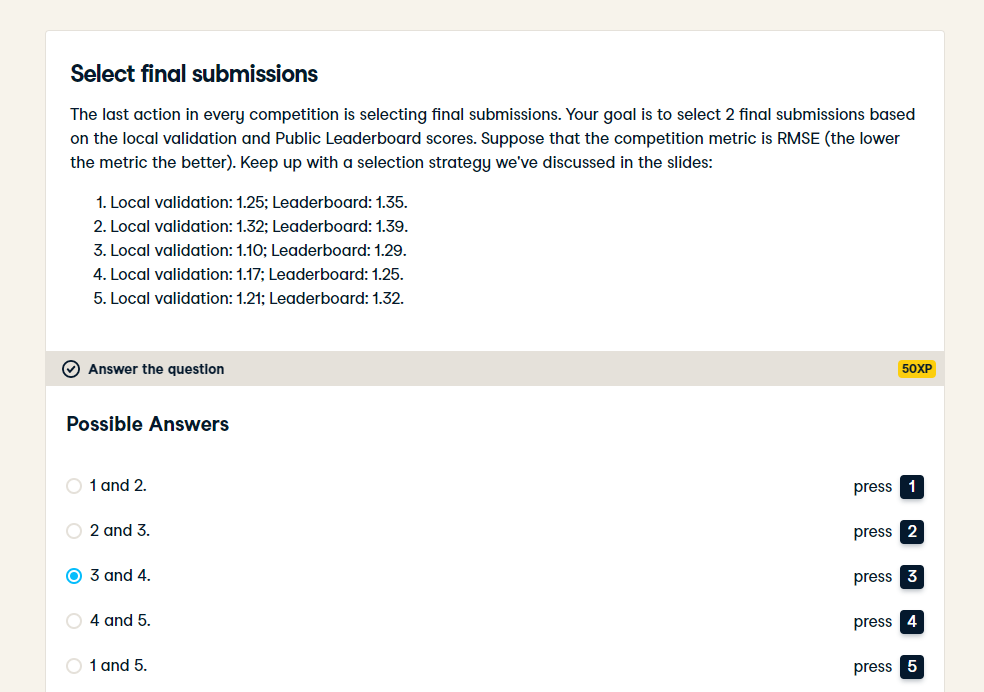 Select final submissions
The last action in every competition is selecting final submissions. Your goal is to select 2 final submissions based
on the local validation and Public Leaderboard scores. Suppose that the competition metric is RMSE (the lower
the metric the better). Keep up with a selection strategy we've discussed in the slides:
1. Local validation: 1.25; Leaderboard: 1.35.
2. Local validation: 1.32; Leaderboard: 1.39.
3. Local validation: 1.10; Leaderboard: 1.29.
4. Local validation: 1.17; Leaderboard: 1.25.
5. Local validation: 1.21; Leaderboard: 1.32.
Answer the question 50XP
Possible Answers
1 and 2. press 1
2 and 3. press 2
3 and 4. press 3
4 and 5. press 4
1 and 5. press 5